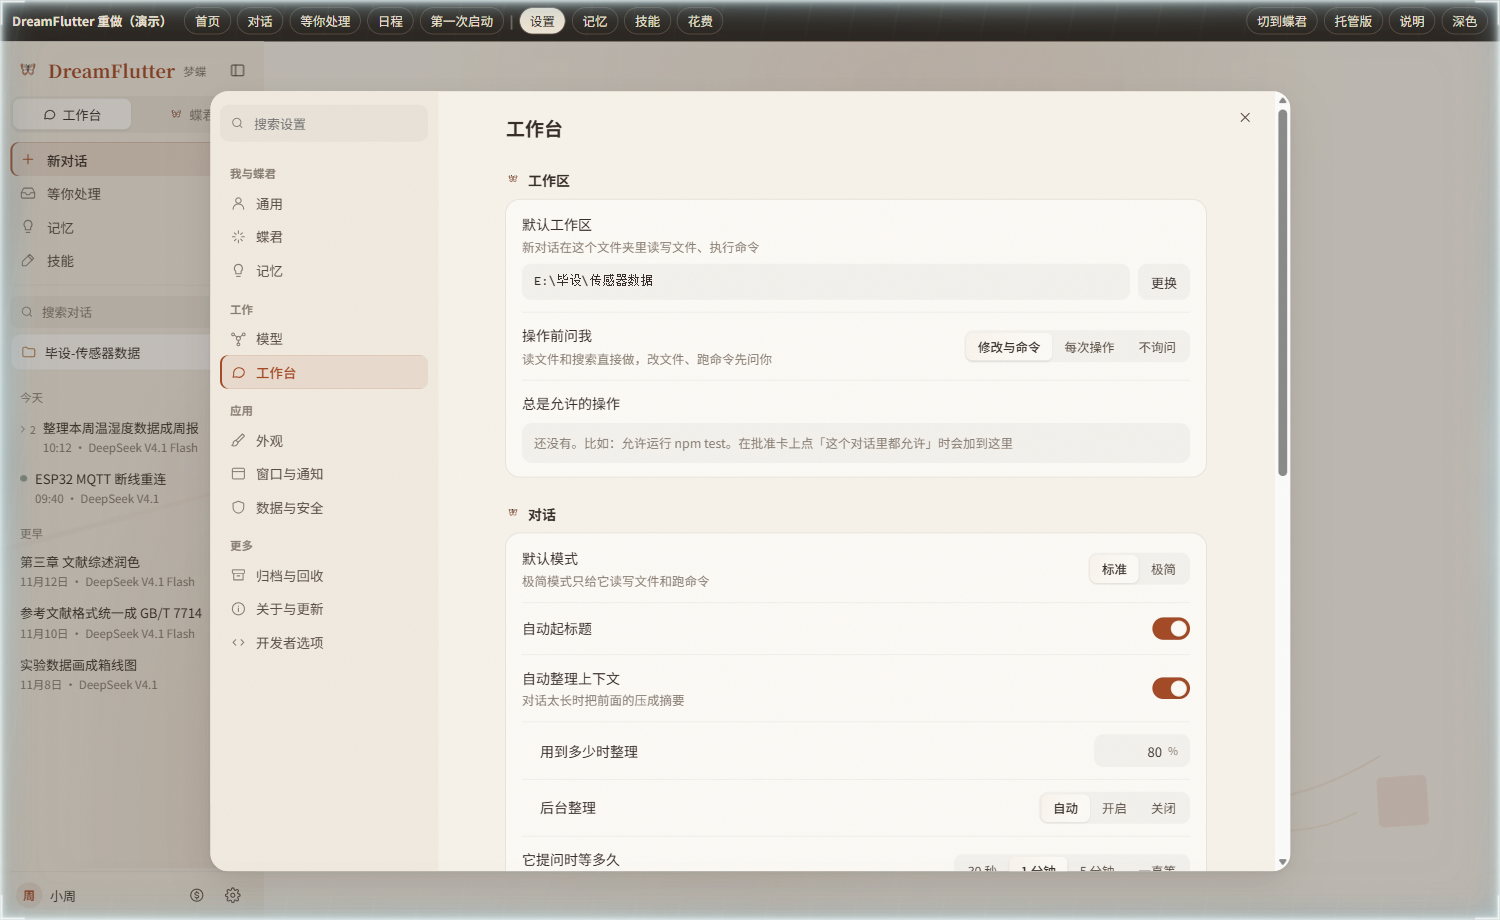 DreamFlutter 重做（演示） 首页 对话 等你处理 日程 第一次启动 | 设置 记忆 技能 花费 切到蝶君 托管版 说明 深色
DreamFlutter 梦蝶
工作台 蝶君
新对话
等你处理
记忆
技能
搜索对话
毕设-传感器数据
今天
2 整理本周温湿度数据成周报
10:12 • DeepSeek V4.1 Flash
ESP32 MQTT 断线重连
09:40 • DeepSeek V4.1
更早
第三章 文献综述润色
11月12日 • DeepSeek V4.1 Flash
参考文献格式统一成 GB/T 7714
11月10日 • DeepSeek V4.1 Flash
实验数据画成箱线图
11月8日 • DeepSeek V4.1
周 小周
搜索设置
我与蝶君
通用
蝶君
记忆
工作
模型
工作台
应用
外观
窗口与通知
数据与安全
更多
归档与回收
关于与更新
开发者选项
工作台
工作区
默认工作区
新对话在这个文件夹里读写文件、执行命令
E:\毕设\传感器数据 更换
操作前问我
读文件和搜索直接做，改文件、跑命令先问你
修改与命令 每次操作 不询问
总是允许的操作
还没有。比如：允许运行 npm test。在批准卡上点「这个对话里都允许」时会加到这里
对话
默认模式
极简模式只给它读写文件和跑命令
标准 极简
自动起标题
自动整理上下文
对话太长时把前面的压成摘要
用到多少时整理 80 %
后台整理 自动 开启 关闭
它提问时等多久 30 秒 1 分钟 5 分钟 一直等